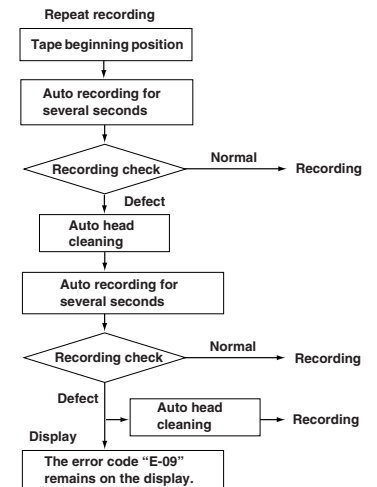 Repeat recording
Tape beginning position
Auto recording for
several seconds
Recording check
Normal
Recording
Defect
Auto head
cleaning
Auto recording for
several seconds
Recording check
Normal
Recording
Defect
Auto head
cleaning
Recording
Display
The error code “E-09”
remains on the display.